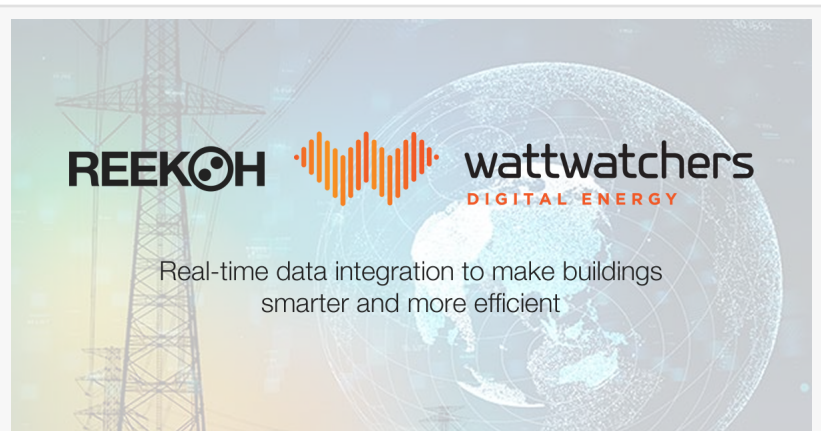 REEKOH wattwatchers
DIGITAL ENERGY
Real-time data integration to make buildings
smarter and more efficient